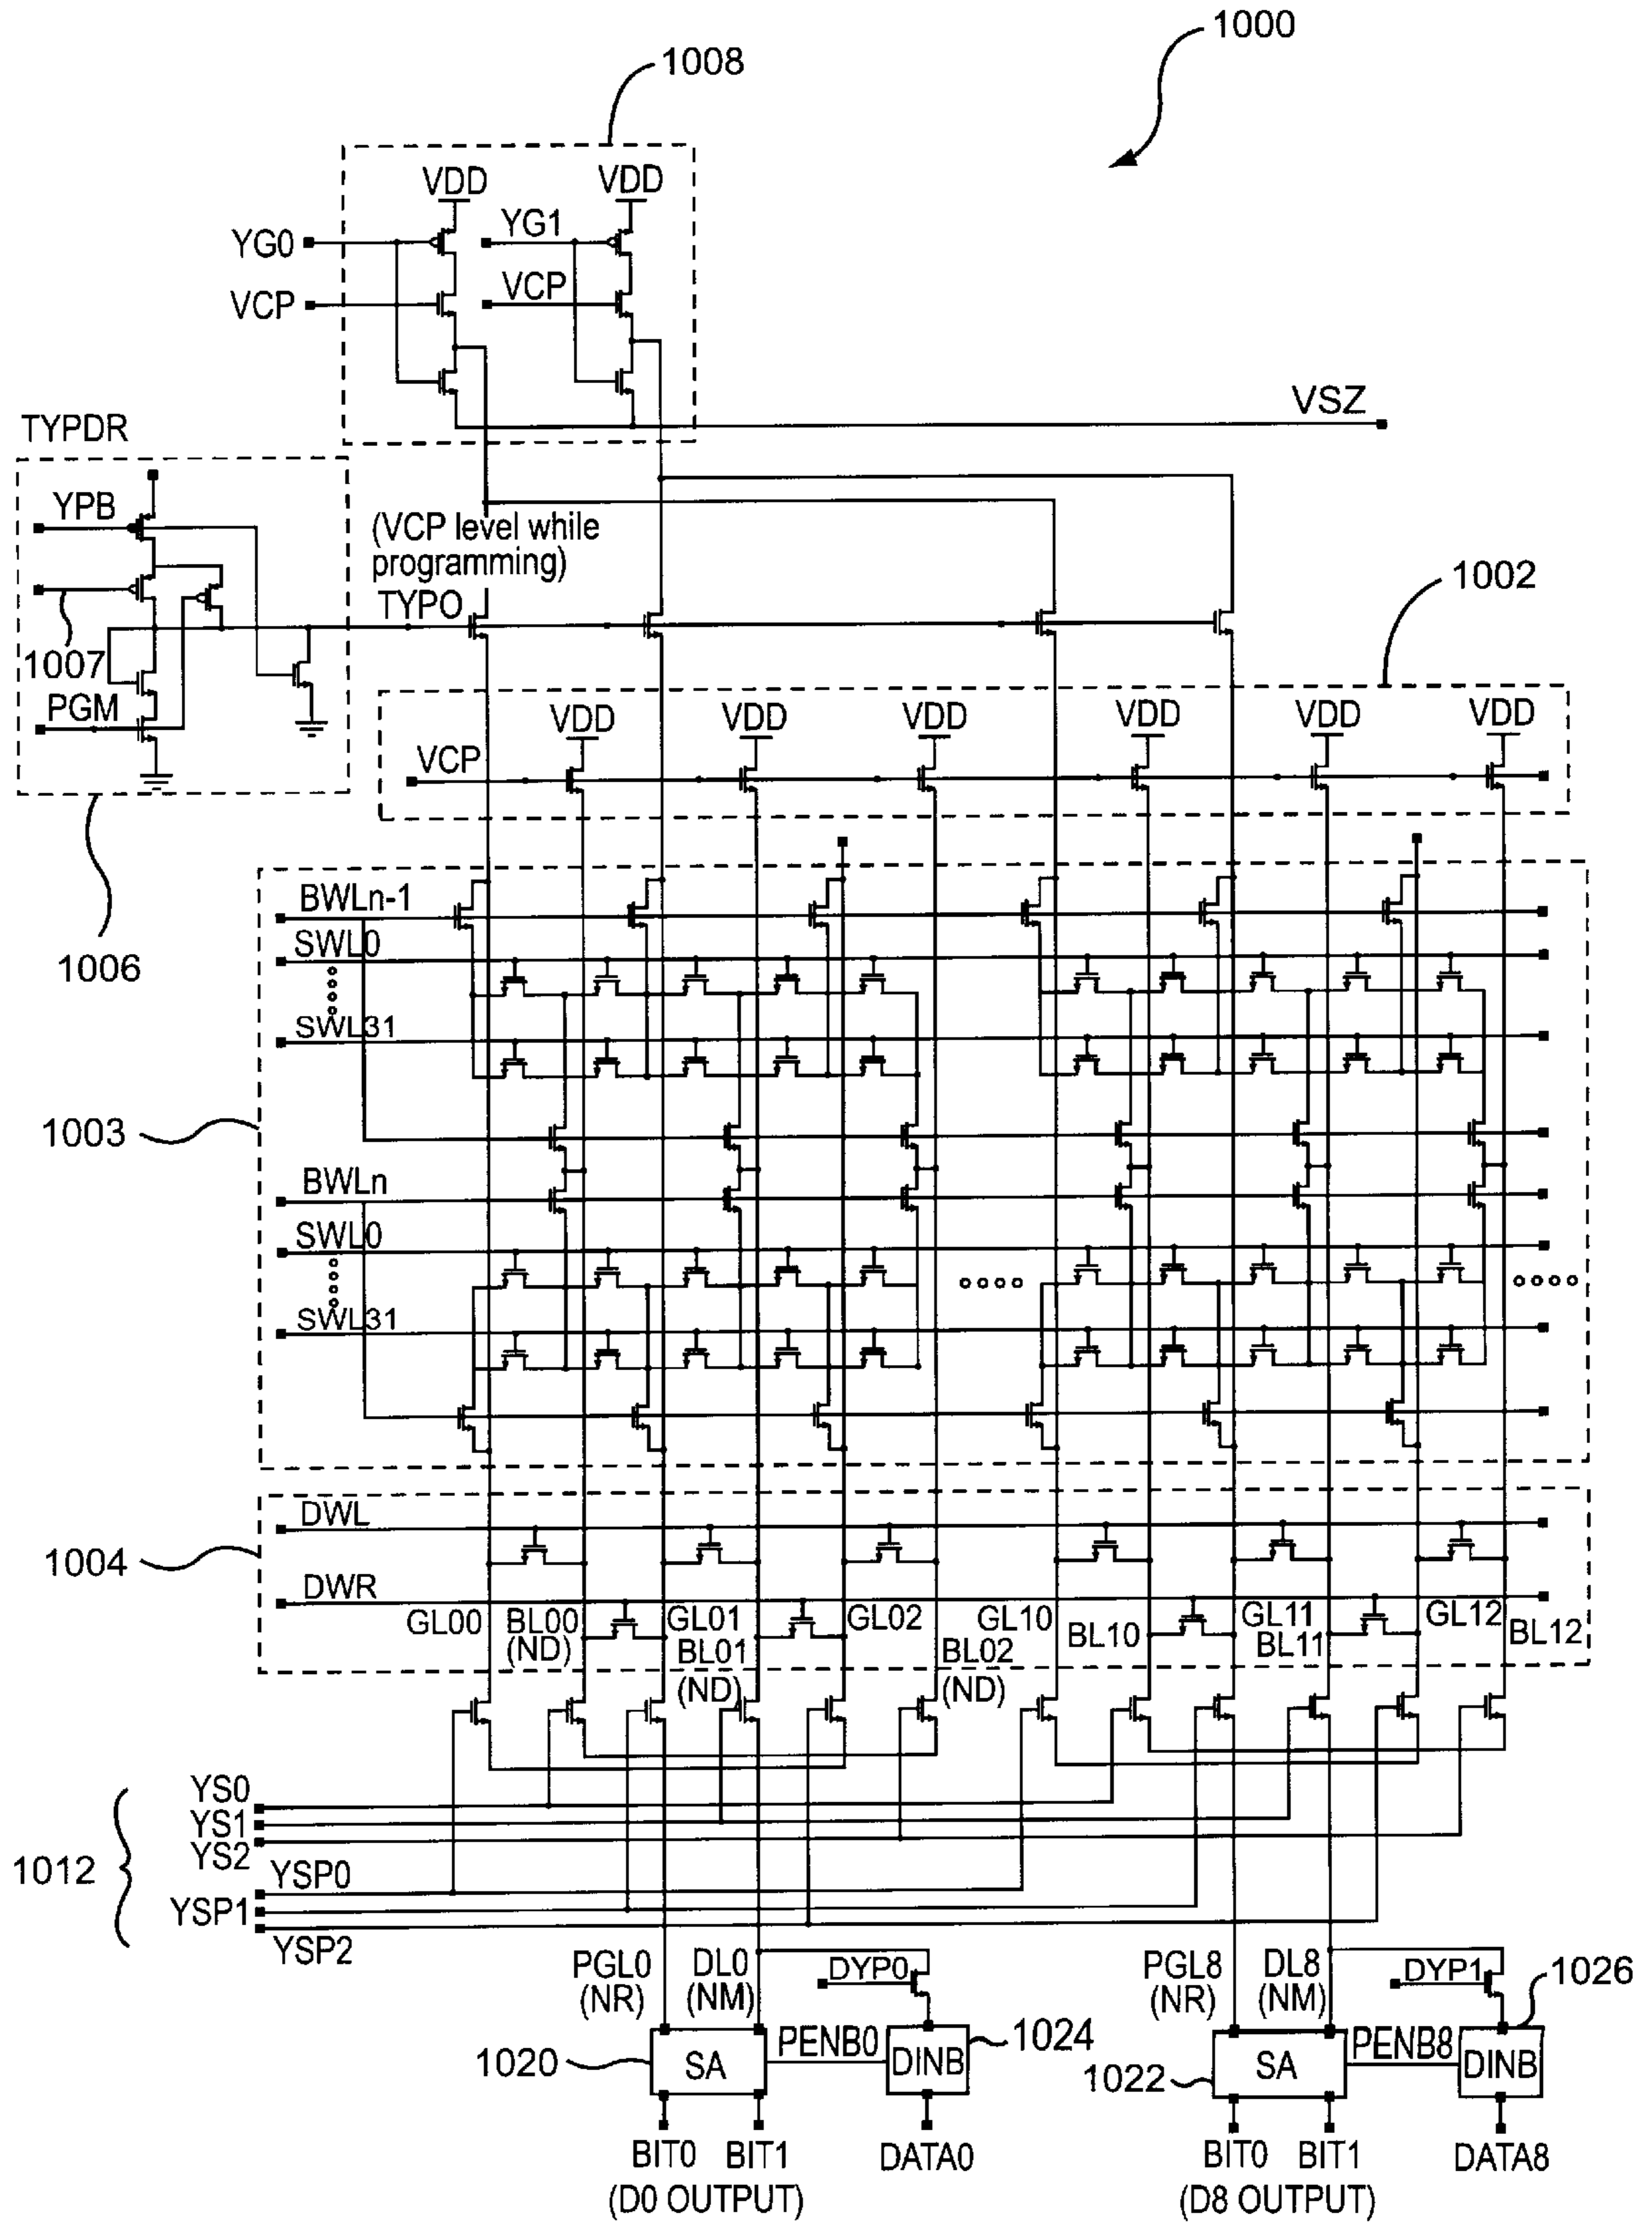 1000
1008
VDD VDD
YG0 YG1
VCP VCP
VSZ
TYPDR
YPB
(VCP level while
programming)
TYPO
1002
1007
PGM
VDD VDD VDD VDD VDD VDD
VCP
1006
BWLn-1
SWL0
SWL31
1003
BWLn
SWL0
SWL31
DWL
1004
DWR
GL00 BL00 GL01 GL02 GL10 GL11 GL12
(ND) BL01 BL02 BL10 BL11 BL12
(ND) (ND)
YS0
YS1
YS2
1012
YSP0
YSP1
YSP2
PGL0 DL0 DYP0 PGL8 DL8 DYP1 1026
(NR) (NM) (NR) (NM)
1020 SA PENB0 DINB 1024 1022 SA PENB8 DINB
BIT0 BIT1 DATA0 BIT0 BIT1 DATA8
(D0 OUTPUT) (D8 OUTPUT)